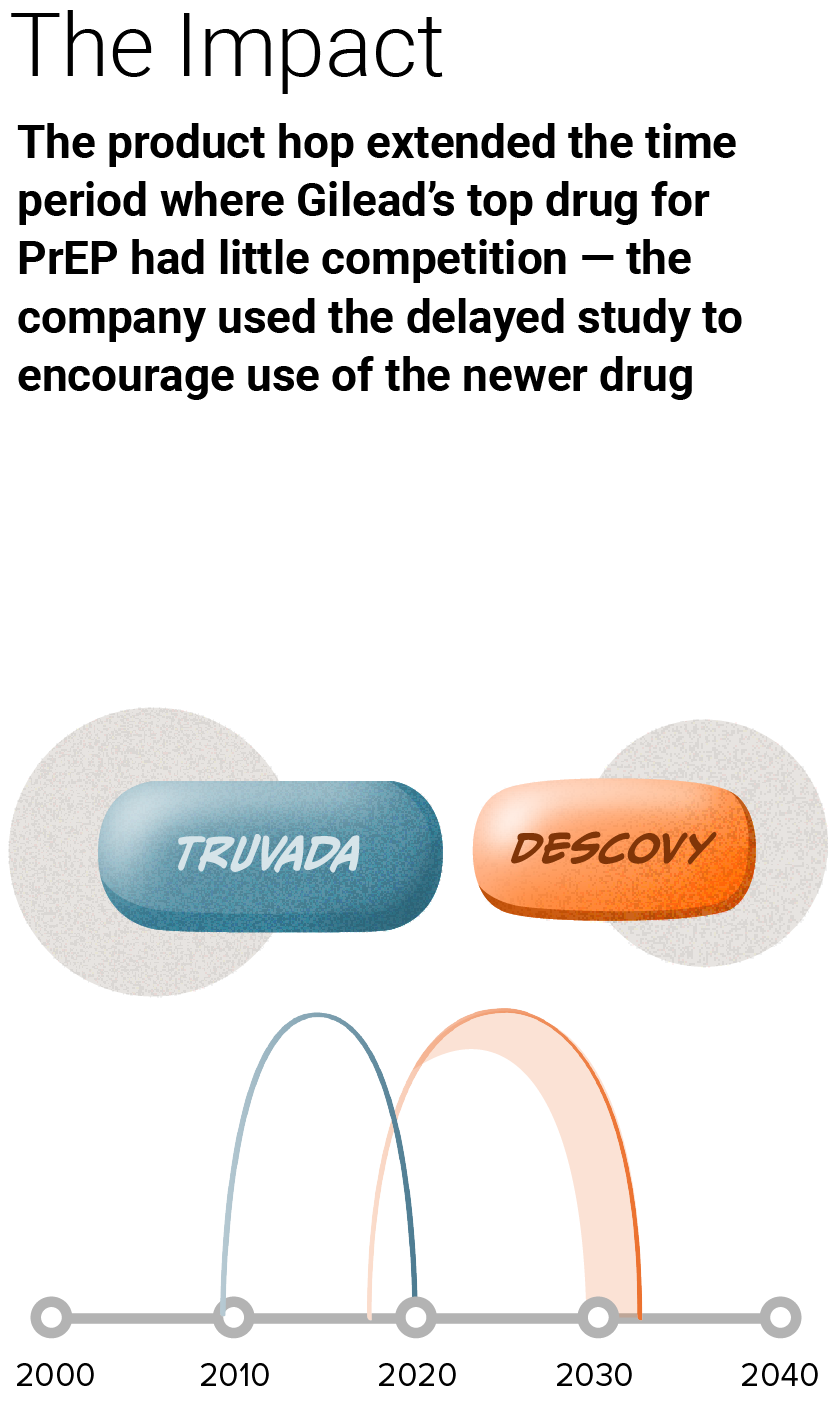 The Impact
The product hop extended the time
period where Gilead’s top drug for
PrEP had little competition — the
company used the delayed study to
encourage use of the newer drug
TRUVADA
DESCOVY
2000
2010
2020
2030
2040